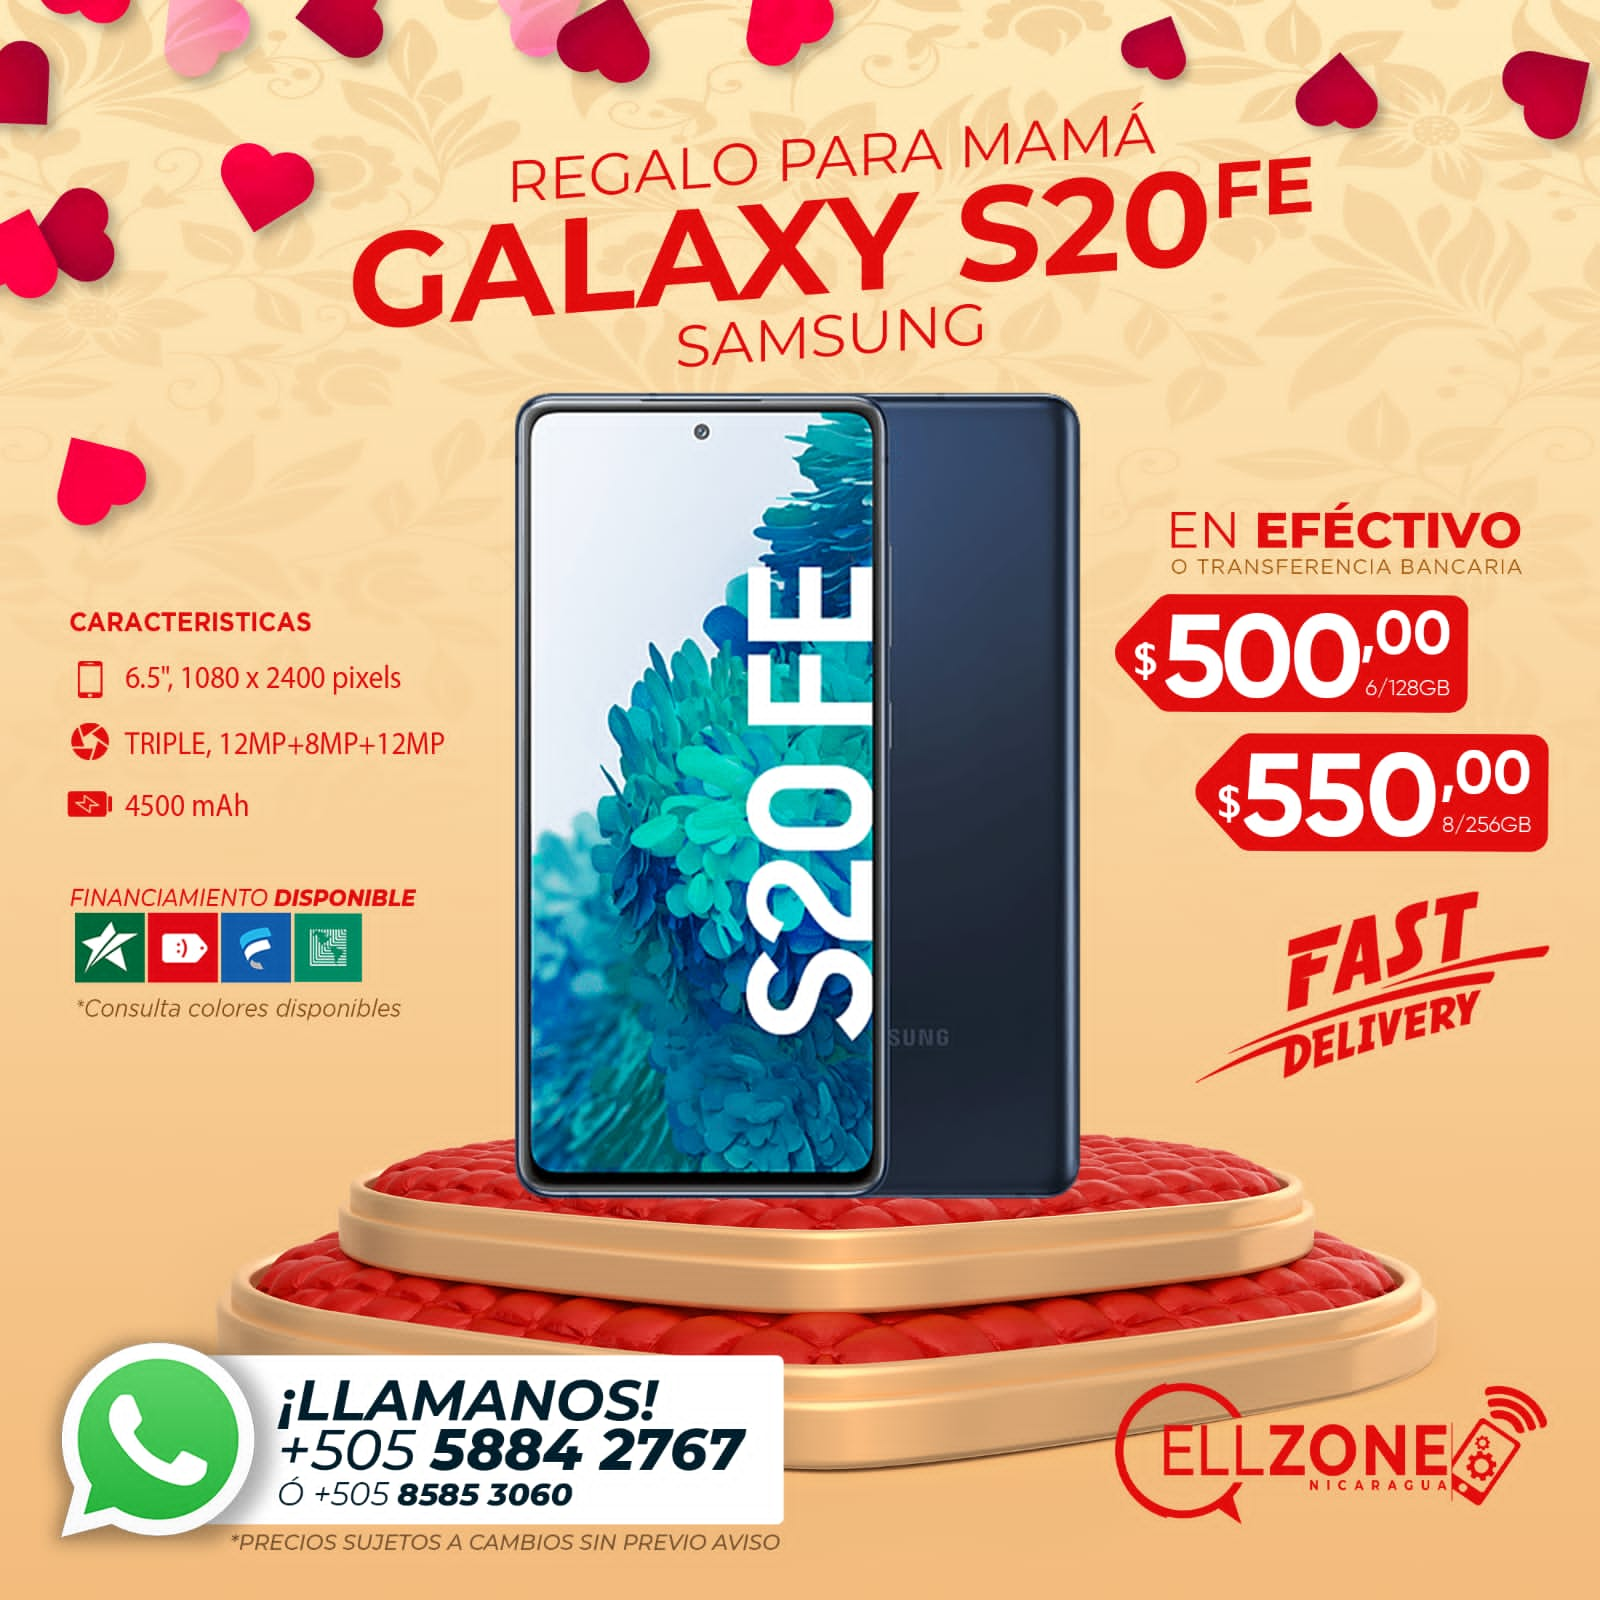 REGALO PARA MAMÁ
GALAXY S20FE
SAMSUNG
S20 FE
SUNG
CARACTERISTICAS
6.5", 1080 x 2400 pixels
TRIPLE, 12MP+8MP+12MP
4500 mAh
FINANCIAMIENTO DISPONIBLE
*Consulta colores disponibles
EN EFÉCTIVO
O TRANSFERENCIA BANCARIA
$500,00
6/128GB
$550,00
8/256GB
FAST
DELIVERY
¡LLAMANOS!
+505 5884 2767
Ó +505 8585 3060
*PRECIOS SUJETOS A CAMBIOS SIN PREVIO AVISO
CELLZONE
NICARAGUA